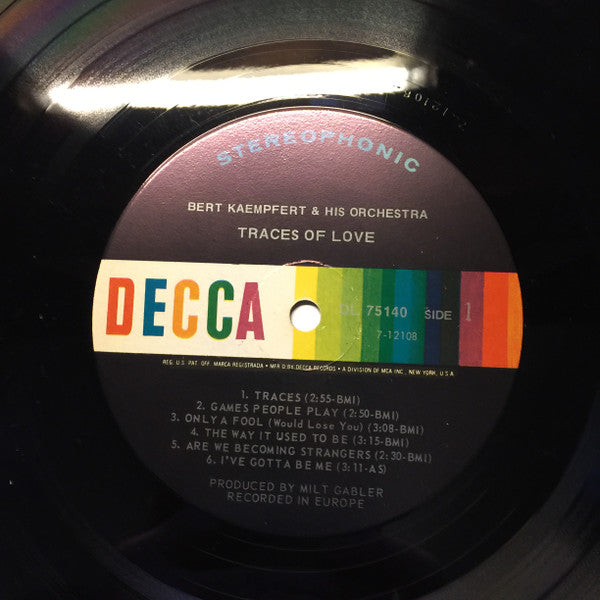 7-12108
STEREOPHONIC
BERT KAEMPFERT & HIS ORCHESTRA
TRACES OF LOVE
DECCA
DL 75140 SIDE 1
7-12108
REG. U.S. PAT. OFF. MARCA REGISTRADA • MF'G D BY DECCA RECORDS • A DIVISION OF MCA INC., NEW YORK, U.S.A.
1. TRACES (2:55-BMI)
2. GAMES PEOPLE PLAY (2:50-BMI)
3. ONLY A FOOL (Would Lose You) (3:08-BMI)
4. THE WAY IT USED TO BE (3:15-BMI)
5. ARE WE BECOMING STRANGERS (2:30-BMI)
6. I'VE GOTTA BE ME (3:11-AS)
PRODUCED BY MILT GABLER
RECORDED IN EUROPE